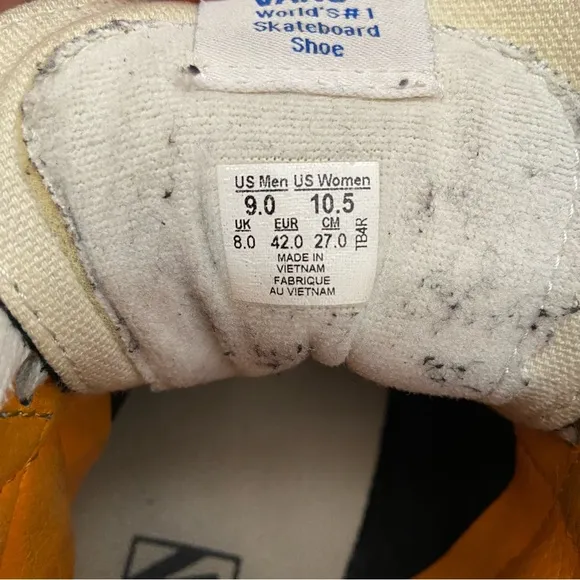 VANS
World's#1
Skateboard
Shoe
US Men US Women
9.0 10.5
UK EUR CM
8.0 42.0 27.0
TB4R
MADE IN
VIETNAM
FABRIQUE
AU VIETNAM